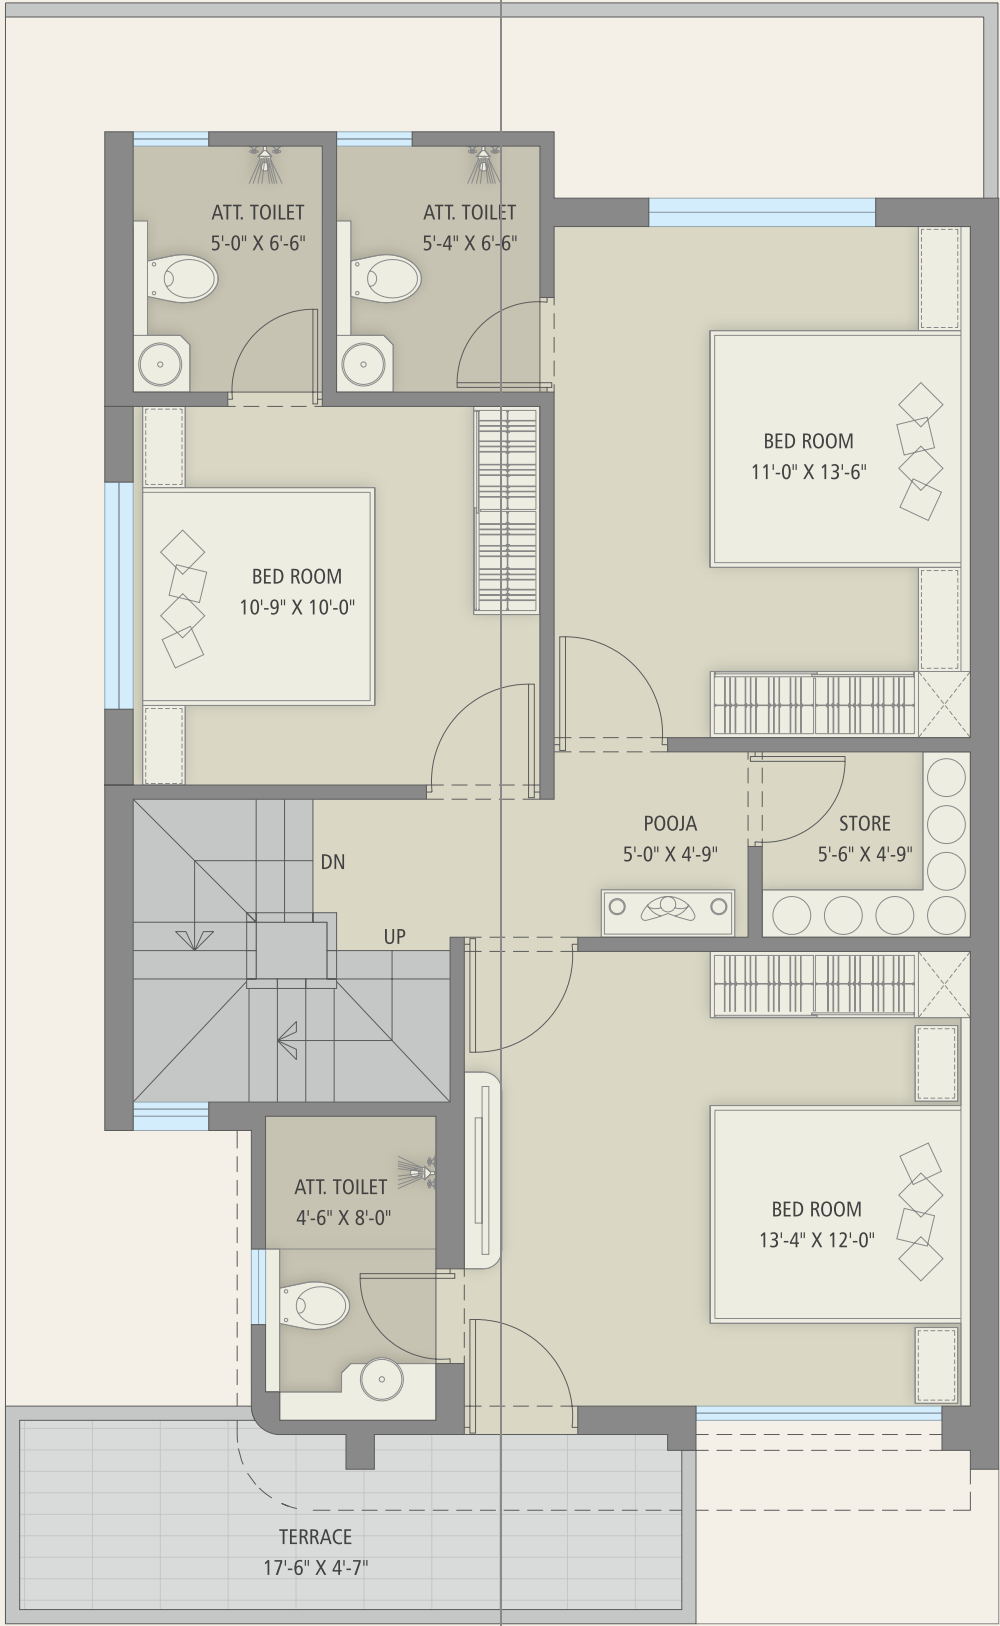 ATT. TOILET
5'-0" X 6'-6"
ATT. TOILET
5'-4" X 6'-6"
BED ROOM
11'-0" X 13'-6"
BED ROOM
10'-9" X 10'-0"
POOJA
5'-0" X 4'-9"
STORE
5'-6" X 4'-9"
DN
UP
ATT. TOILET
4'-6" X 8'-0"
BED ROOM
13'-4" X 12'-0"
TERRACE
17'-6" X 4'-7"